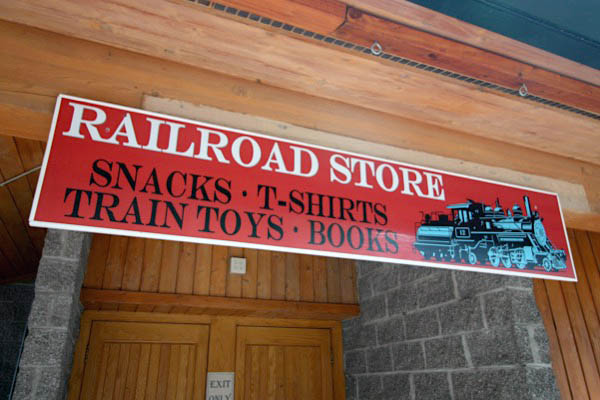 RAILROAD STORE
SNACKS · T-SHIRTS
TRAIN TOYS · BOOKS
EXIT
ONLY